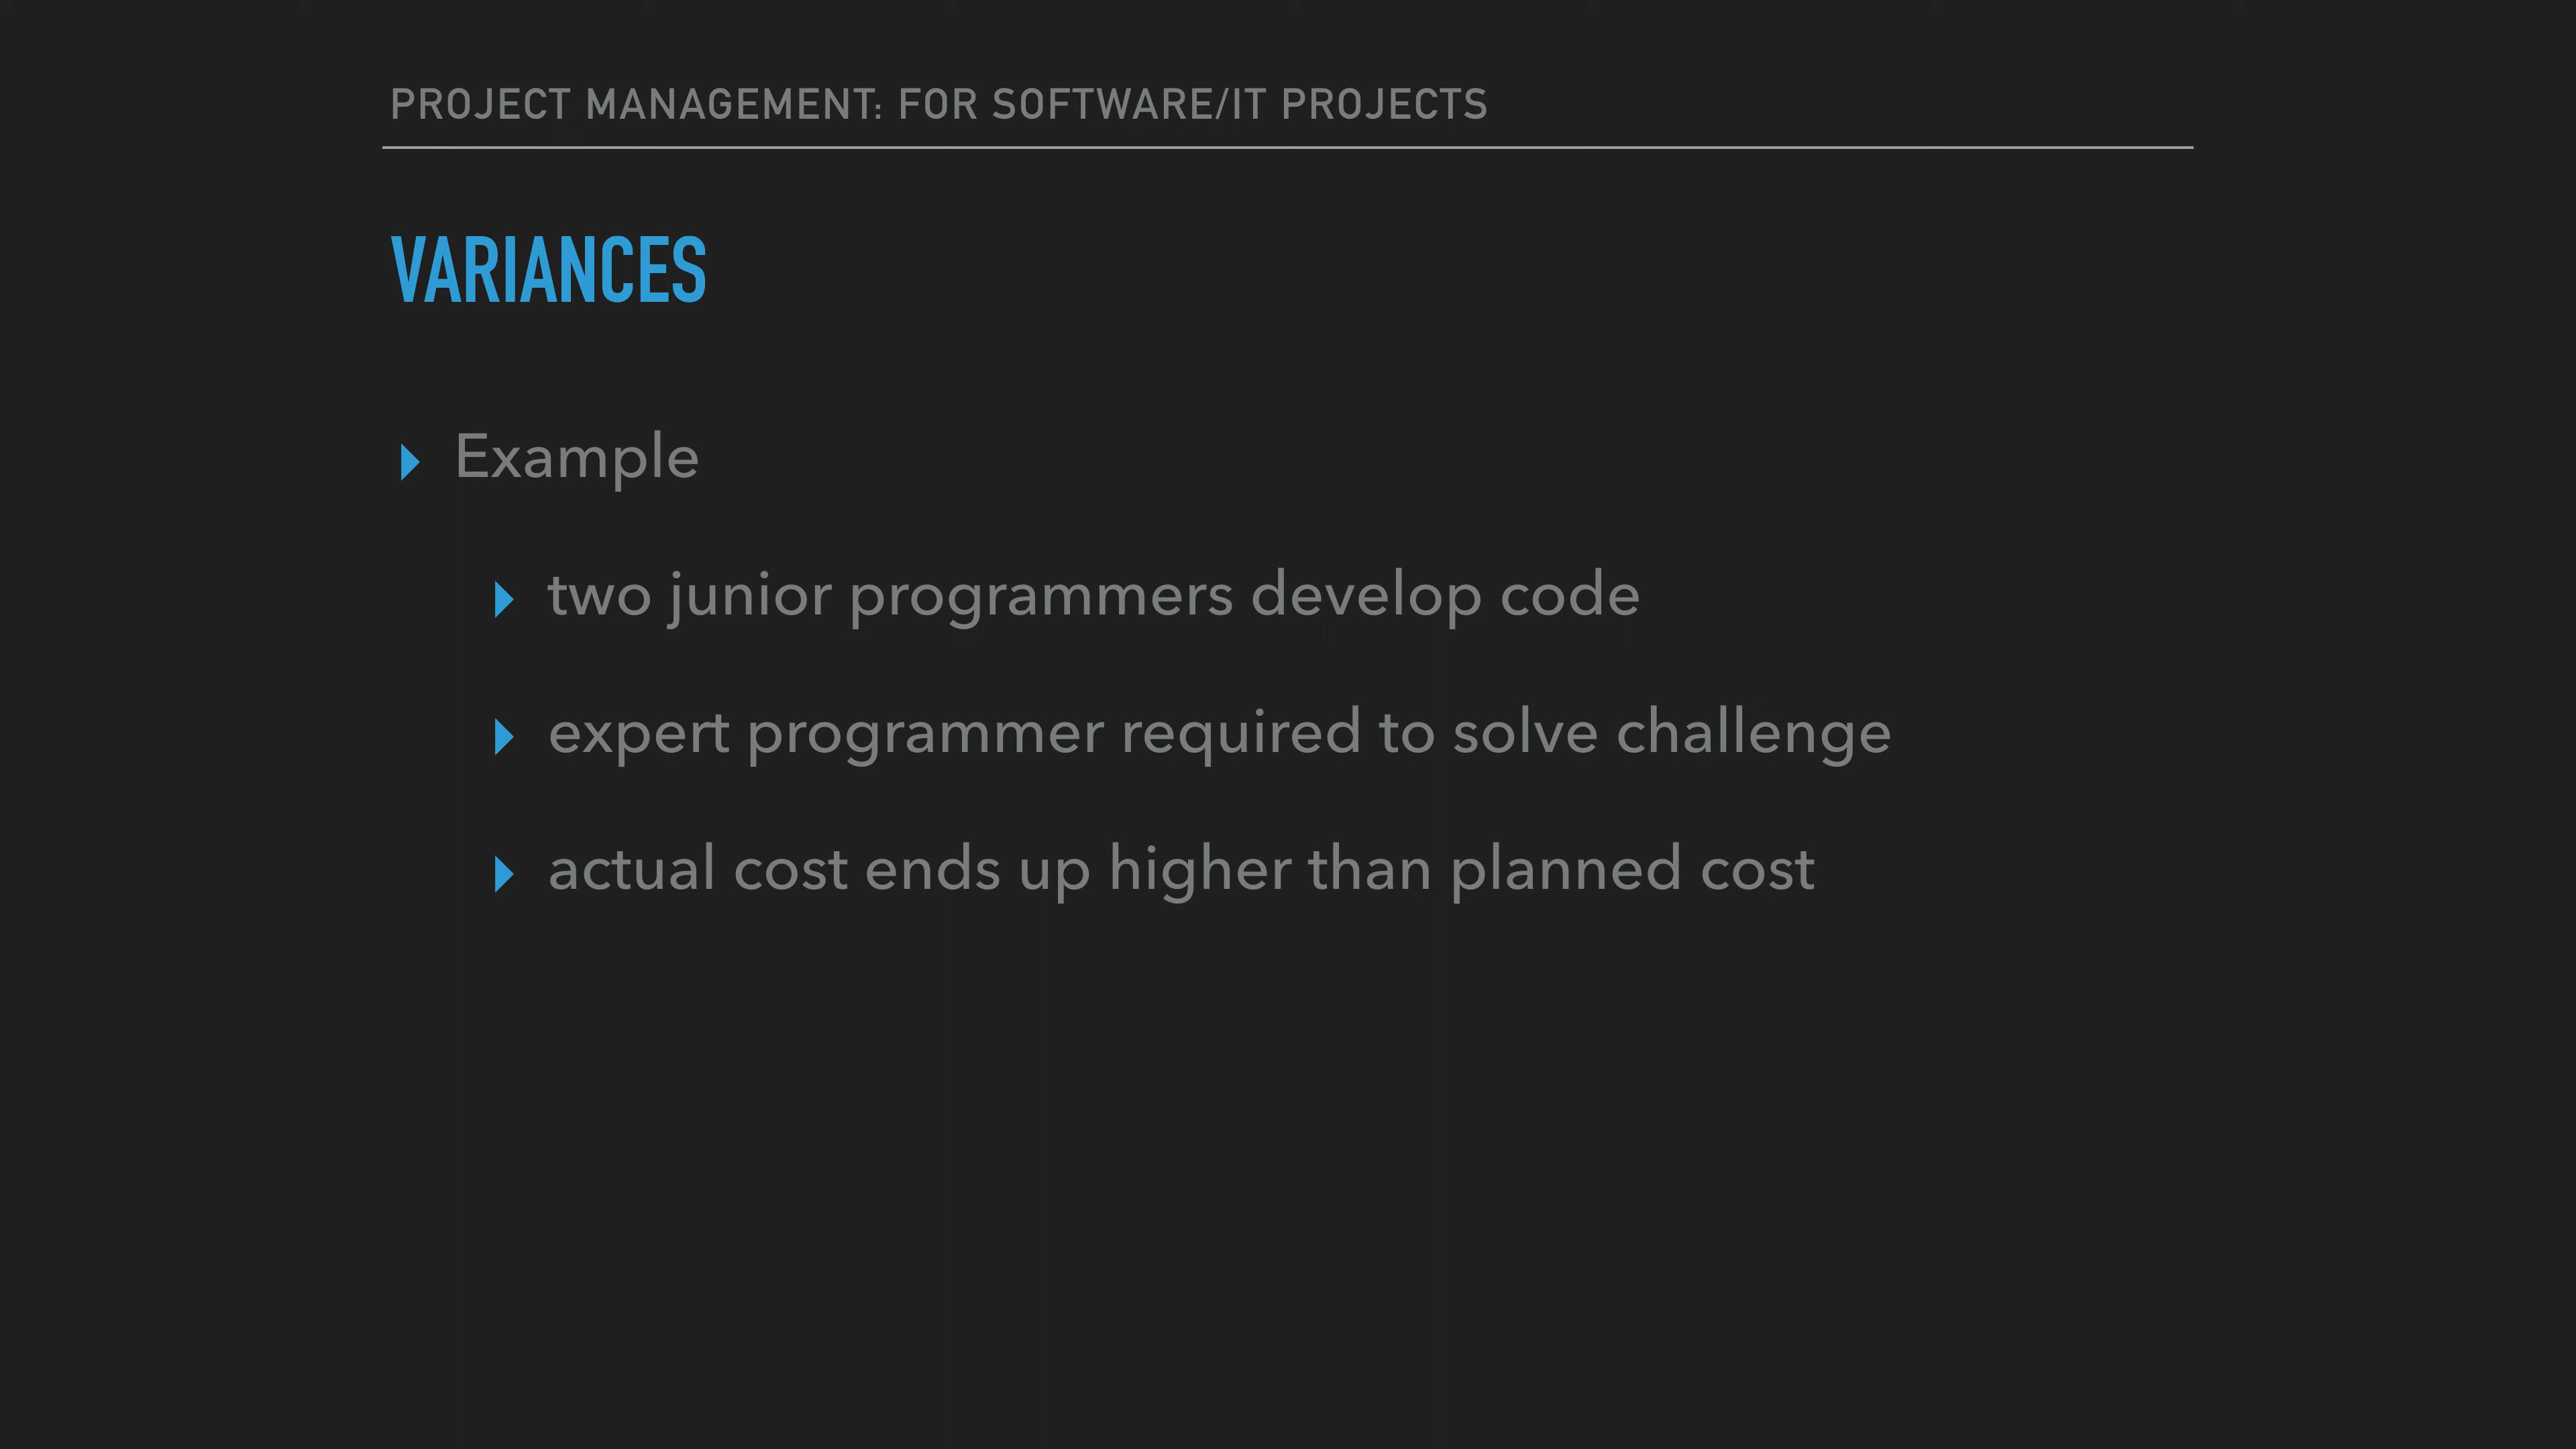 PROJECT MANAGEMENT: FOR SOFTWARE/IT PROJECTS
VARIANCES
Example
two junior programmers develop code
expert programmer required to solve challenge
actual cost ends up higher than planned cost